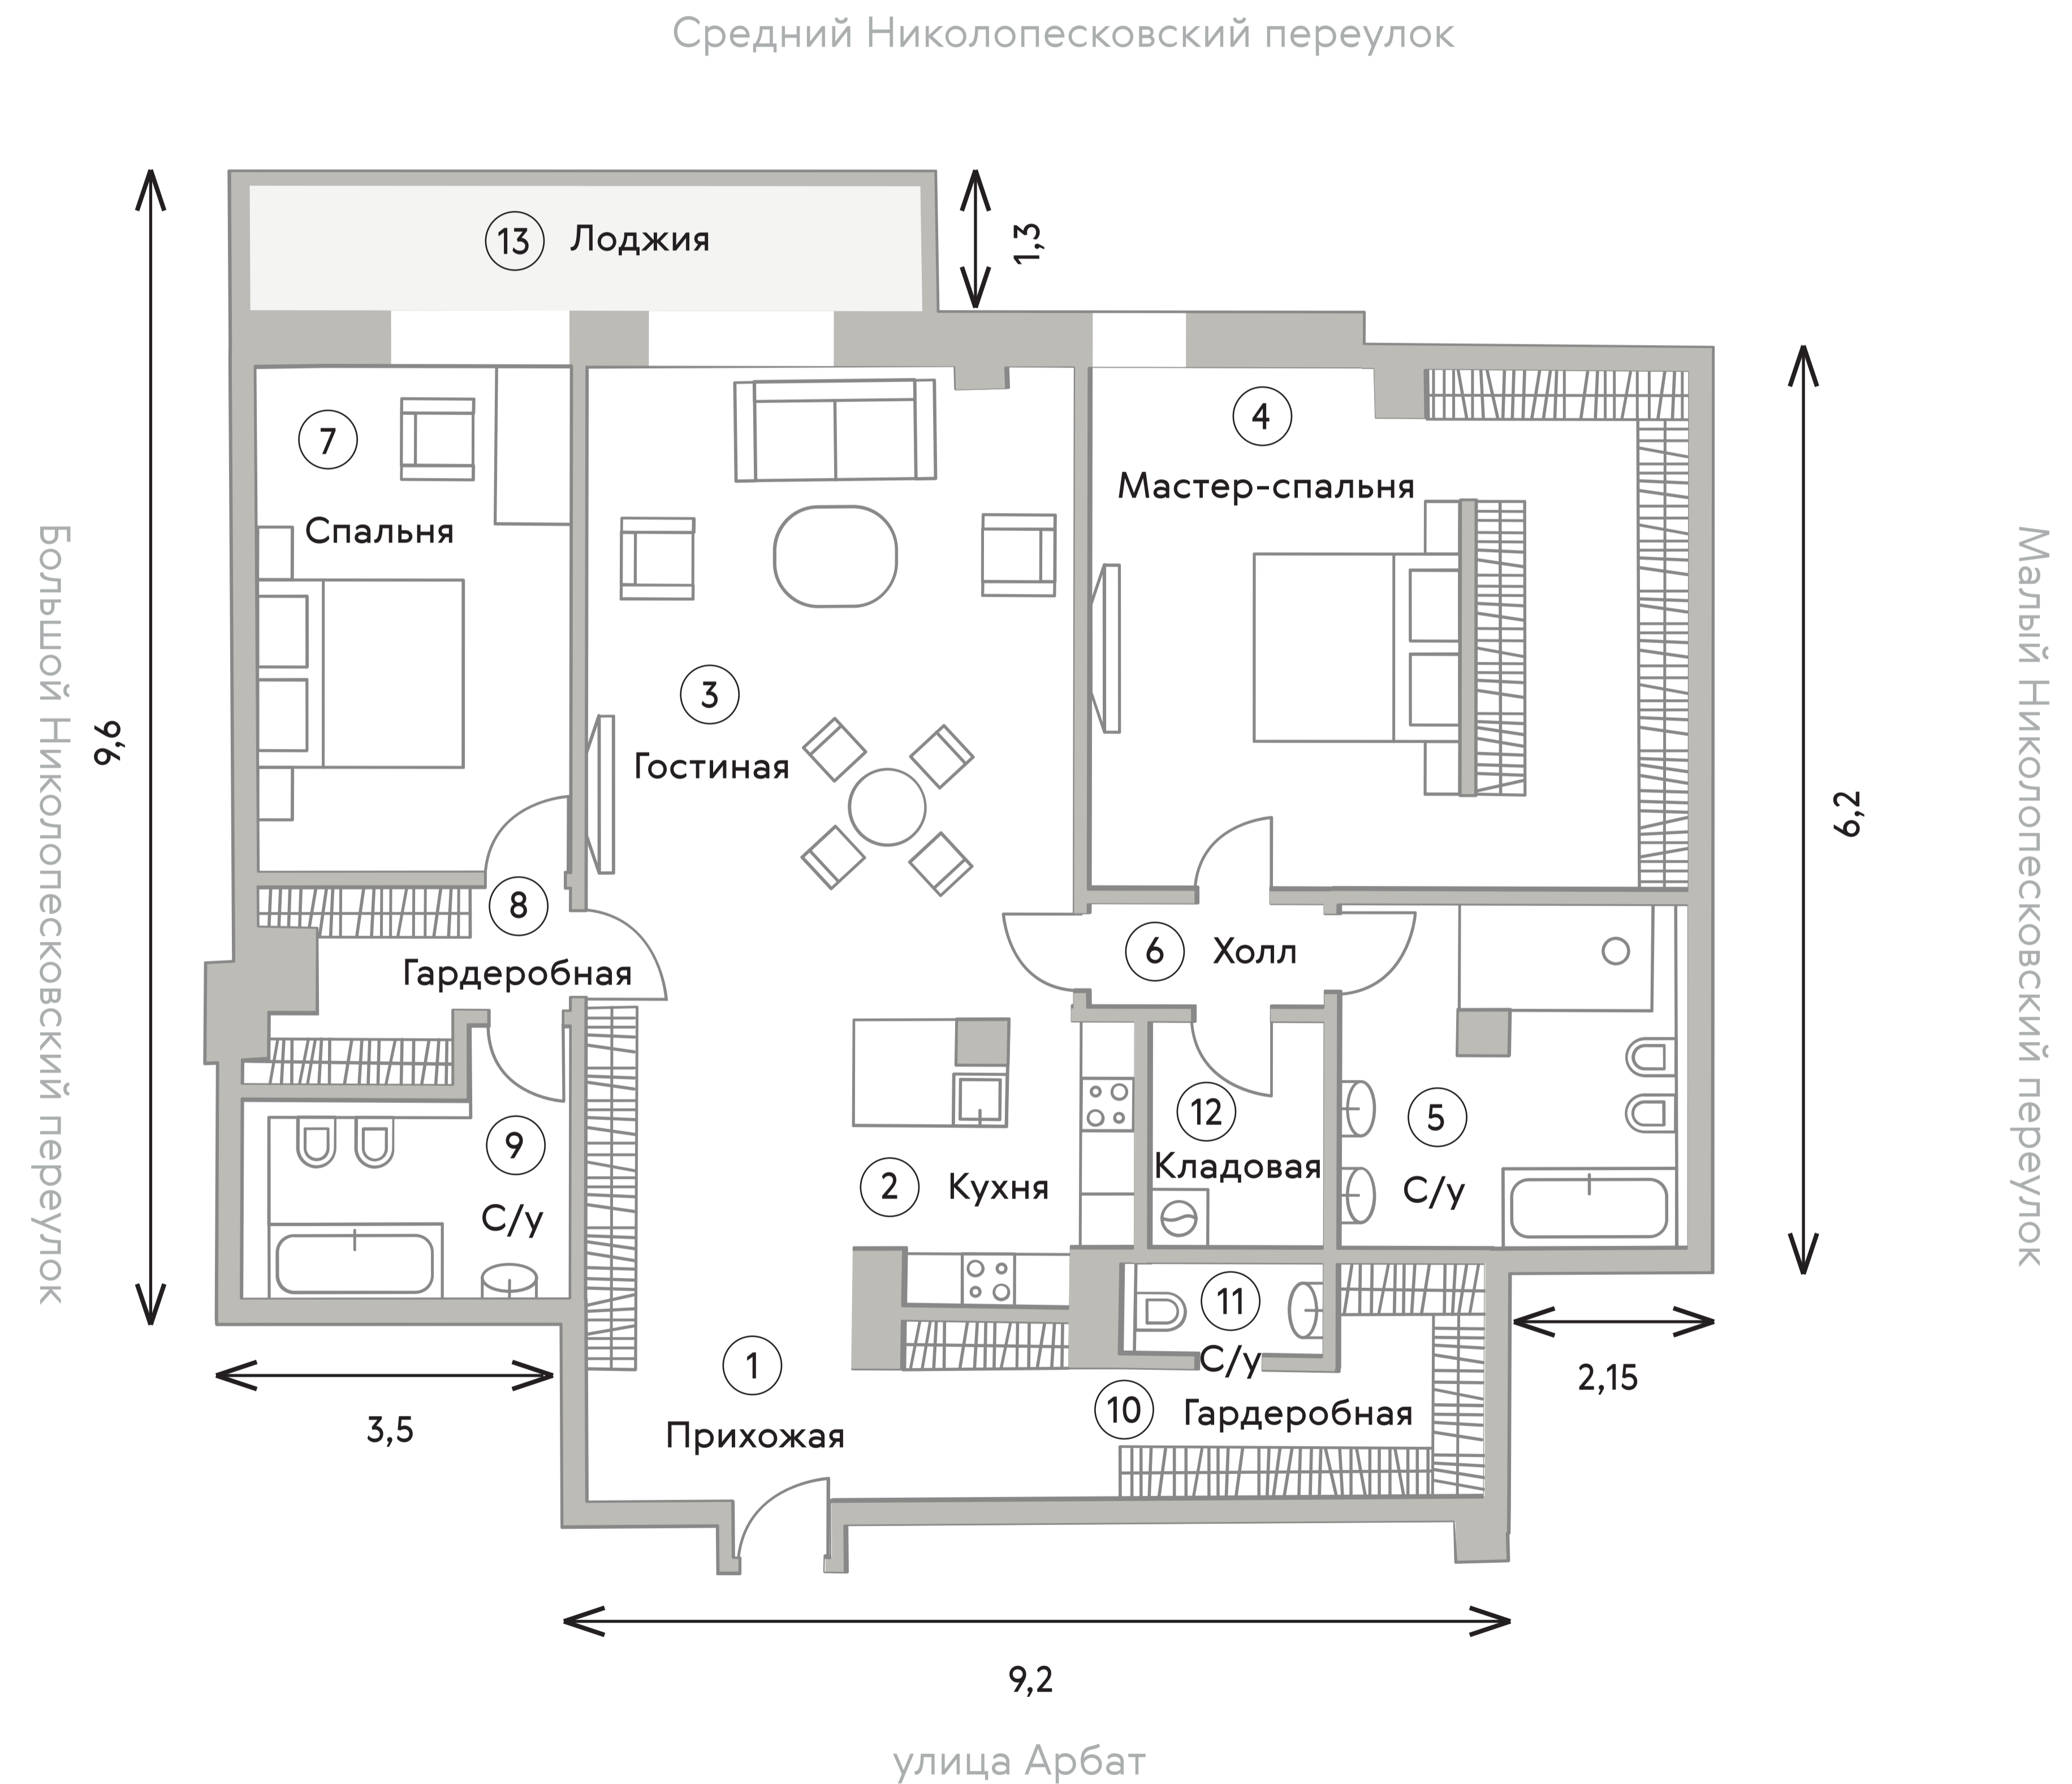 Средний Николопесковский переулок
13 Лоджия
1,3
7
Спальня
4
Мастер-спальня
3
Гостиная
Большой Николопесковский переулок
9,6
Малый Николопесковский переулок
6,2
8
Гардеробная
6 Холл
9
С/у
2 Кухня
12
Кладовая
5
С/у
11
С/у
1
Прихожая
10 Гардеробная
3,5
2,15
9,2
улица Арбат